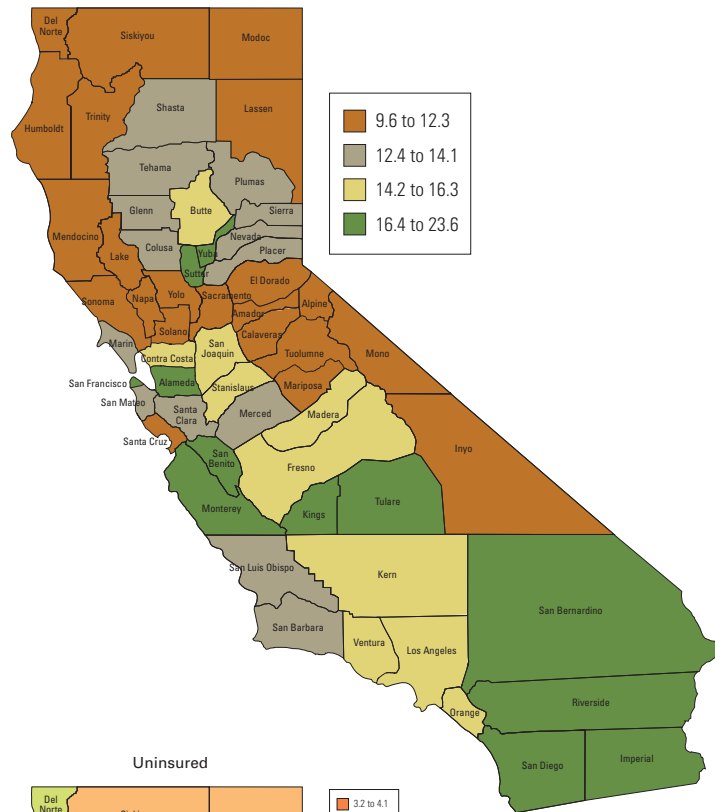 Del
Norte
Siskiyou
Modoc
Humboldt
Trinity
Shasta
Lassen
9.6 to 12.3
12.4 to 14.1
14.2 to 16.3
16.4 to 23.6
Tehama
Plumas
Glenn
Butte
Sierra
Mendocino
Lake
Colusa
Yuba
Sutter
Nevada
Placer
Sonoma
Napa
Yolo
Sacramento
El Dorado
Alpine
Amador
Solano
Calaveras
Marin
Contra Costa
San
Joaquin
Tuolumne
Mono
San Francisco
Alameda
Stanislaus
Mariposa
San Mateo
Santa
Clara
Merced
Madera
Santa Cruz
San
Benito
Fresno
Inyo
Monterey
Kings
Tulare
San Luis Obispo
Kern
San Barbara
Ventura
Los Angeles
San Bernardino
Orange
Riverside
San Diego
Imperial
Uninsured
Del
Norte
3.2 to 4.1